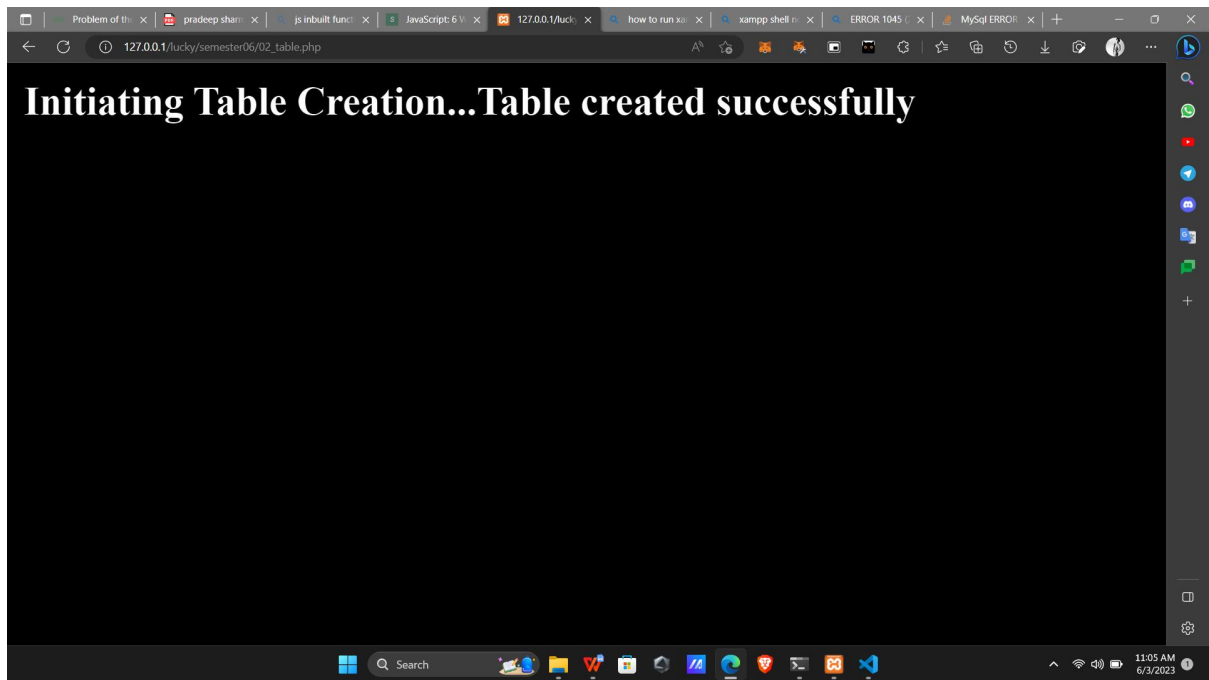 Problem of the
pradeep sharm
js inbuilt funct
JavaScript: 6 W
127.0.0.1/lucky
how to run xa
xampp shell n
ERROR 1045 (
MySql ERROR
127.0.0.1/lucky/semester06/02_table.php
Initiating Table Creation...Table created successfully
Search
11:05 AM
6/3/2023
1